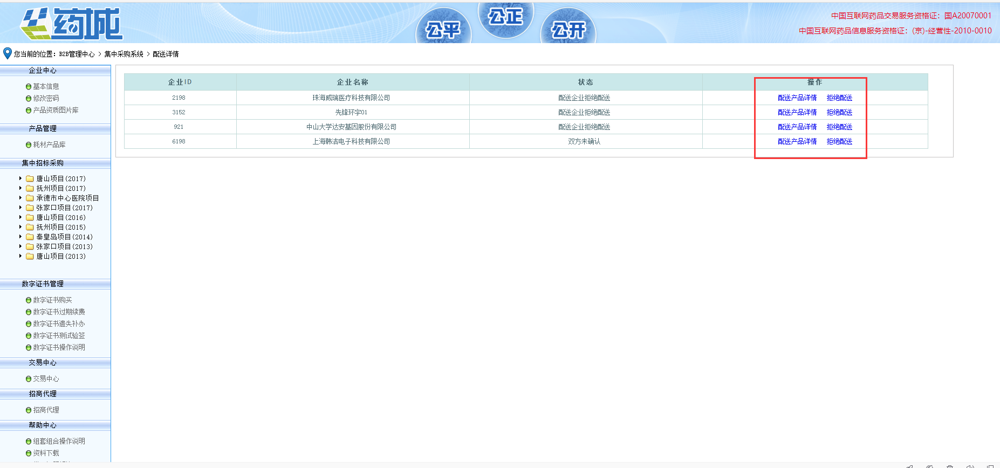 药城
公平
公正
公开
中国互联网药品交易服务资格证：国A20070001
中国互联网药品信息服务资格证：(京)-经营性-2010-0010
您当前的位置：B2B管理中心 > 集中采购系统 > 配送详情
企业中心
基本信息
修改密码
产品资质图片库
产品管理
耗材产品库
集中招标采购
唐山项目(2017)
抚州项目(2017)
承德市中心医院项目
张家口项目(2017)
唐山项目(2016)
抚州项目(2015)
秦皇岛项目(2014)
张家口项目(2013)
唐山项目(2013)
数字证书管理
数字证书购买
数字证书过期续费
数字证书遗失补办
数字证书测试验签
数字证书操作说明
交易中心
交易中心
招商代理
招商代理
帮助中心
组套组合操作说明
资料下载
企业ID 企业名称 状态 操作
2198 珠海威瑞医疗科技有限公司 配送企业拒绝配送 配送产品详情 拒绝配送
3152 先锋环宇01 配送企业拒绝配送 配送产品详情 拒绝配送
921 中山大学达安基因股份有限公司 配送企业拒绝配送 配送产品详情 拒绝配送
6198 上海韩洁电子科技有限公司 双方未确认 配送产品详情 拒绝配送